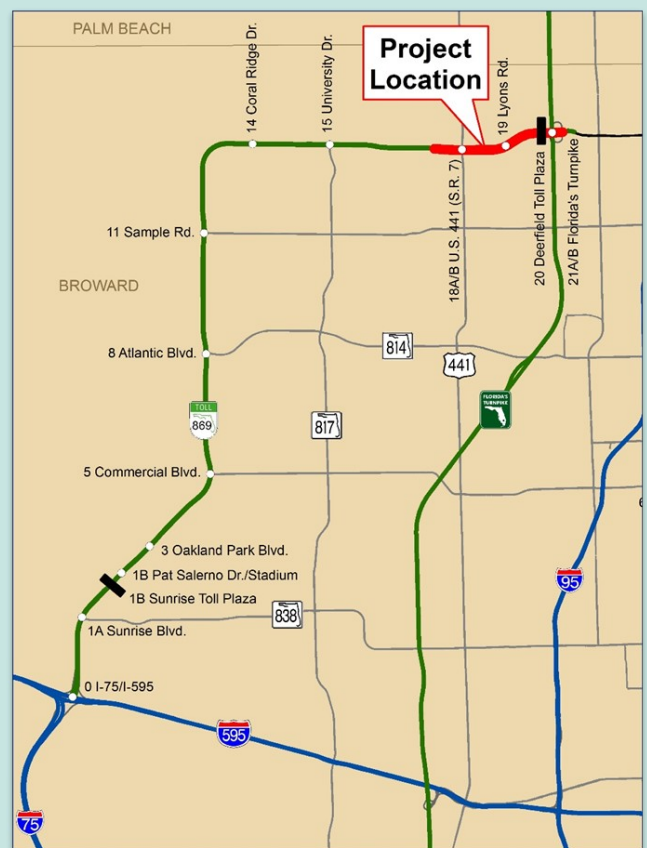 PALM BEACH
Project
Location
14 Coral Ridge Dr.
15 University Dr.
19 Lyons Rd.
18A/B U.S. 441 (S.R. 7)
20 Deerfield Toll Plaza
21A/B Florida's Turnpike
11 Sample Rd.
BROWARD
8 Atlantic Blvd.
814
441
TOLL
869
FLORIDA'S
TURNPIKE
817
5 Commercial Blvd.
3 Oakland Park Blvd.
1B Pat Salerno Dr./Stadium
95
1B Sunrise Toll Plaza
838
1A Sunrise Blvd.
0 I-75/I-595
595
75